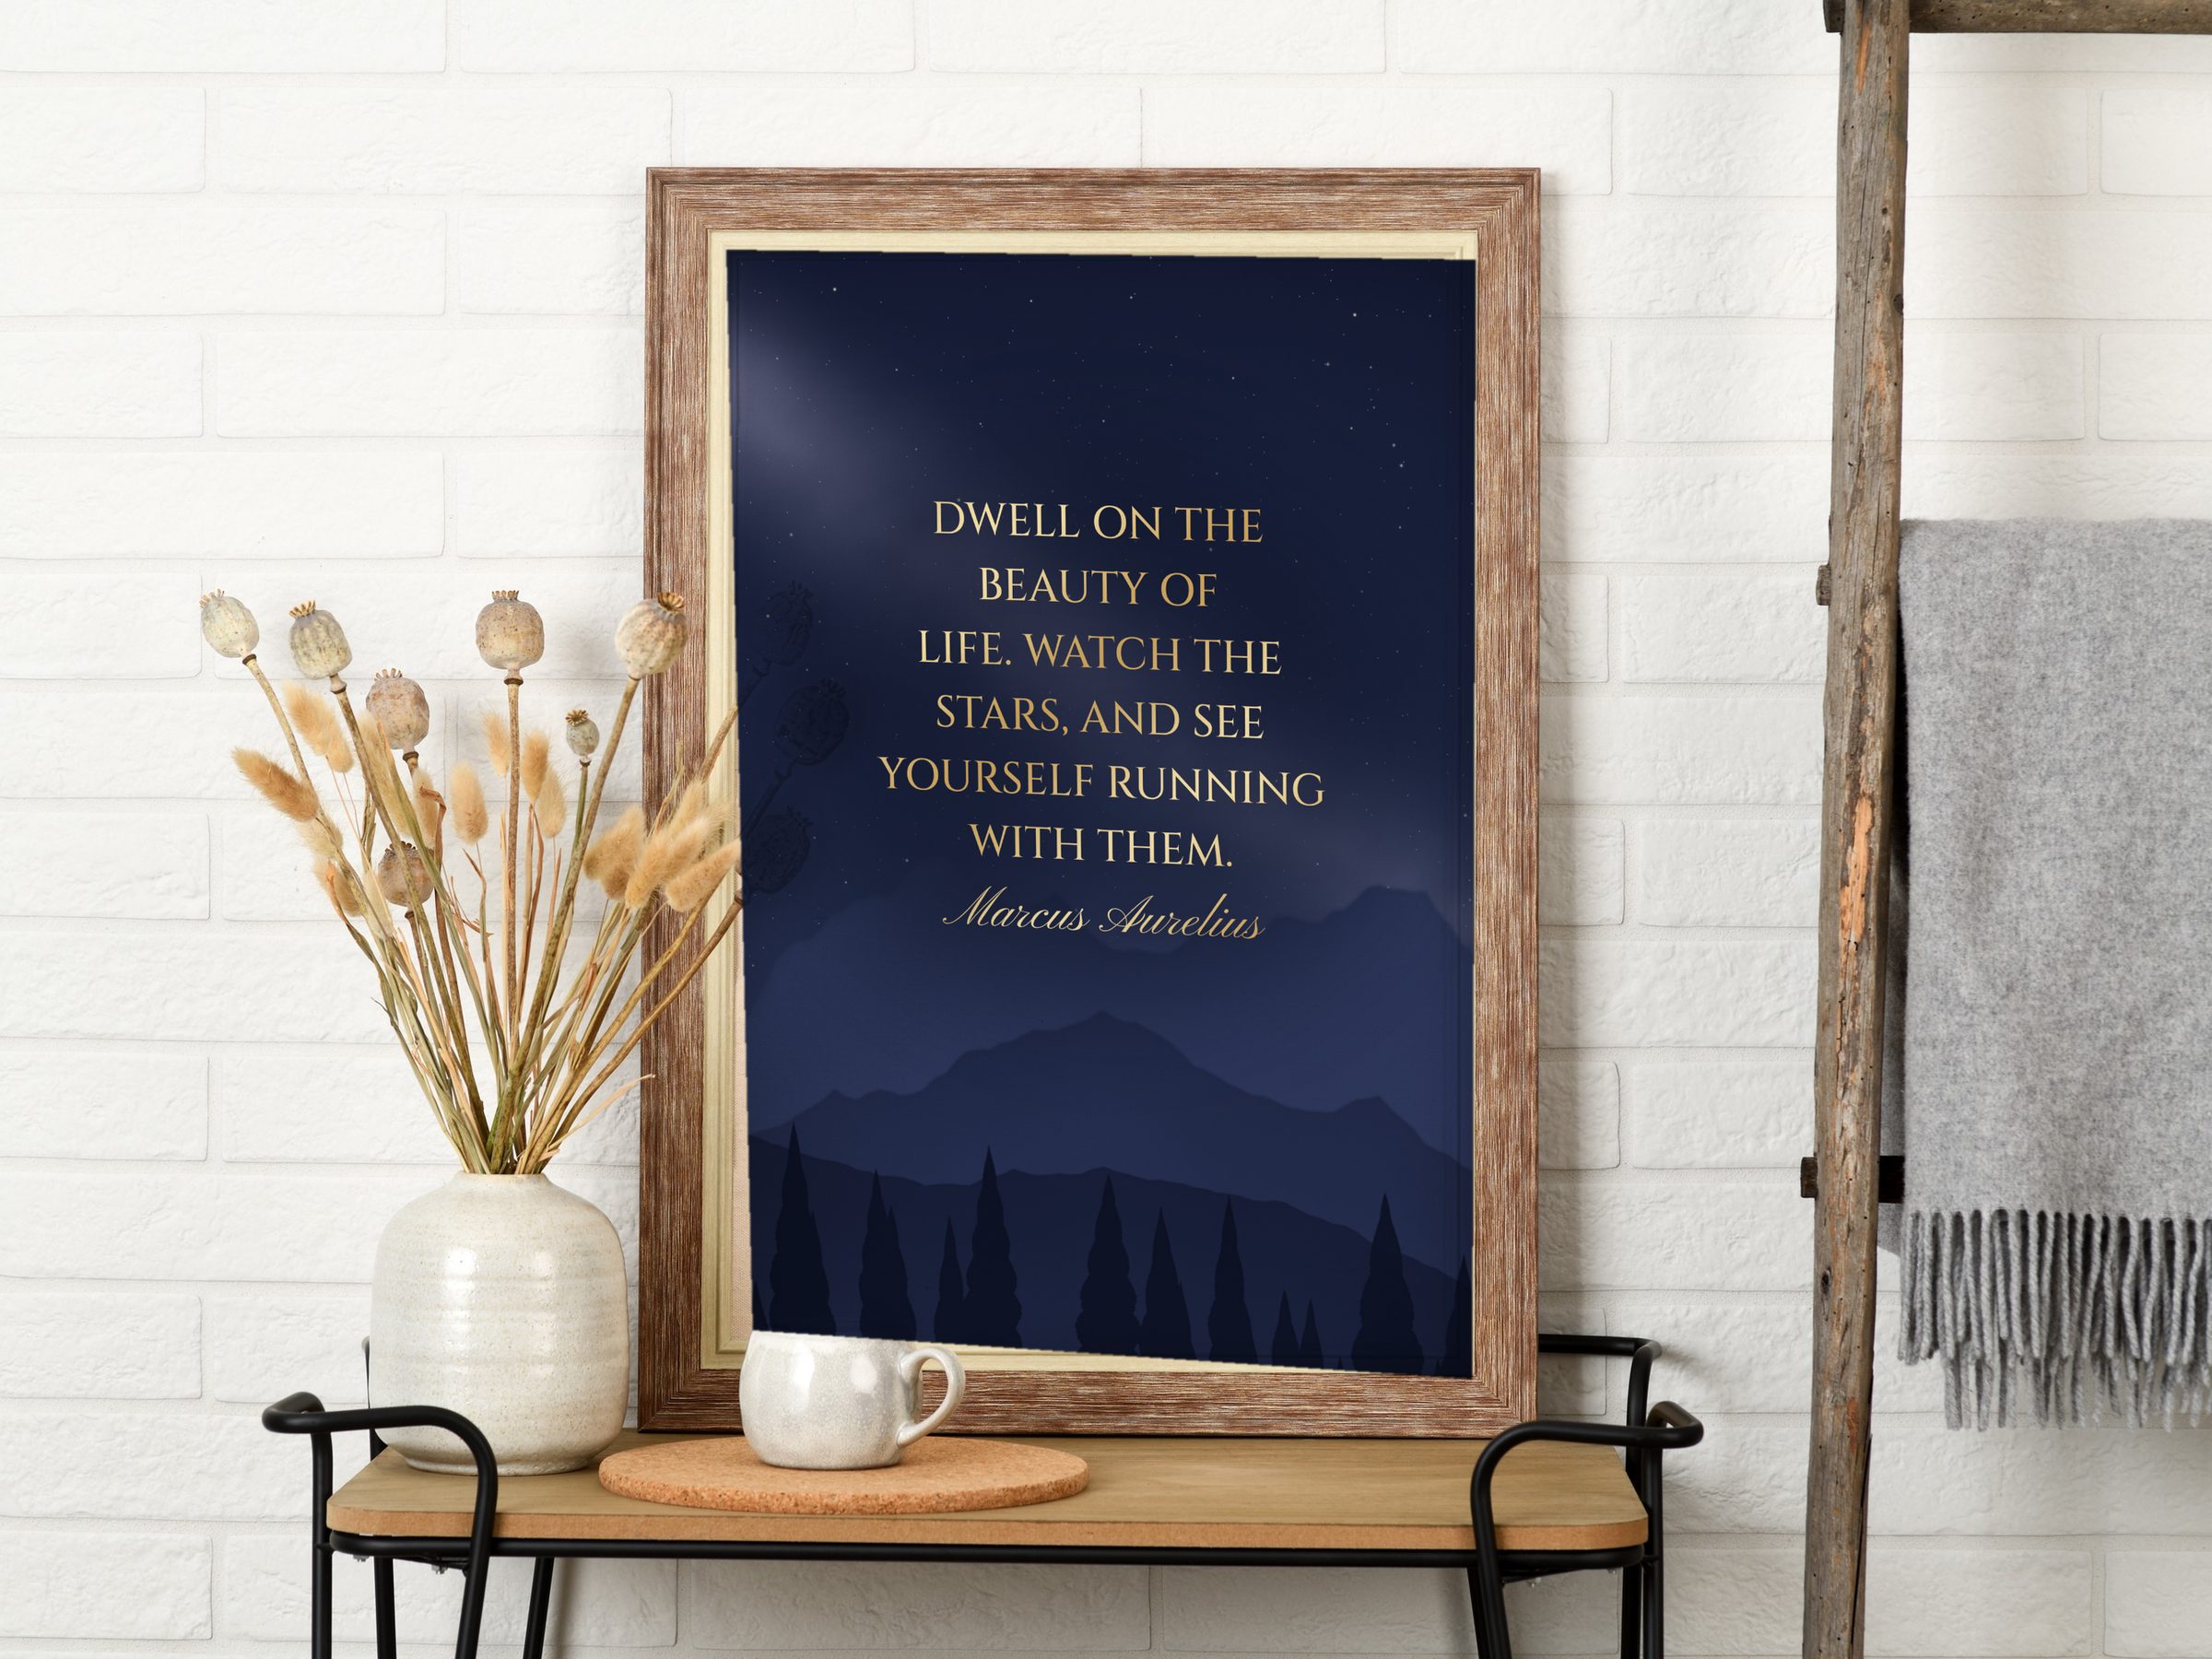 DWELL ON THE
BEAUTY OF
LIFE. WATCH THE
STARS, AND SEE
YOURSELF RUNNING
WITH THEM.
Marcus Aurelius